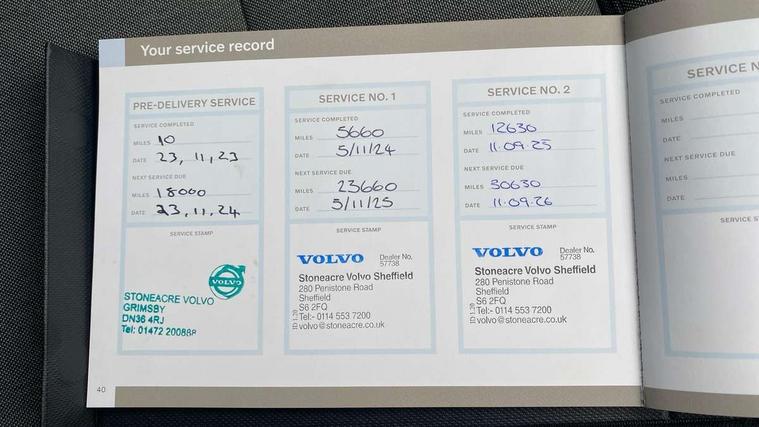 Your service record
PRE-DELIVERY SERVICE
SERVICE COMPLETED
MILES 10
DATE 23, 11, 23
NEXT SERVICE DUE
MILES 18000
DATE 23, 11, 24
SERVICE STAMP
VOLVO
STONEACRE VOLVO
GRIMSBY
DN36 4RJ
Tel: 01472 200888
SERVICE NO. 1
SERVICE COMPLETED
MILES 5660
DATE 5/11/24
NEXT SERVICE DUE
MILES 23660
DATE 5/11/25
SERVICE STAMP
VOLVO Dealer No.
57738
Stoneacre Volvo Sheffield
280 Penistone Road
Sheffield
S6 2FQ
Tel:- 0114 553 7200
volvo@stoneacre.co.uk
SERVICE NO. 2
SERVICE COMPLETED
MILES 12630
DATE 11.09.25
NEXT SERVICE DUE
MILES 30630
DATE 11.09.26
SERVICE STAMP
VOLVO Dealer No.
57738
Stoneacre Volvo Sheffield
280 Penistone Road
Sheffield
S6 2FQ
Tel:- 0114 553 7200
volvo@stoneacre.co.uk
SERVICE N
SERVICE COMPLETED
MILES
DATE
NEXT SERVICE DUE
MILES
DATE
SERVICE S
40